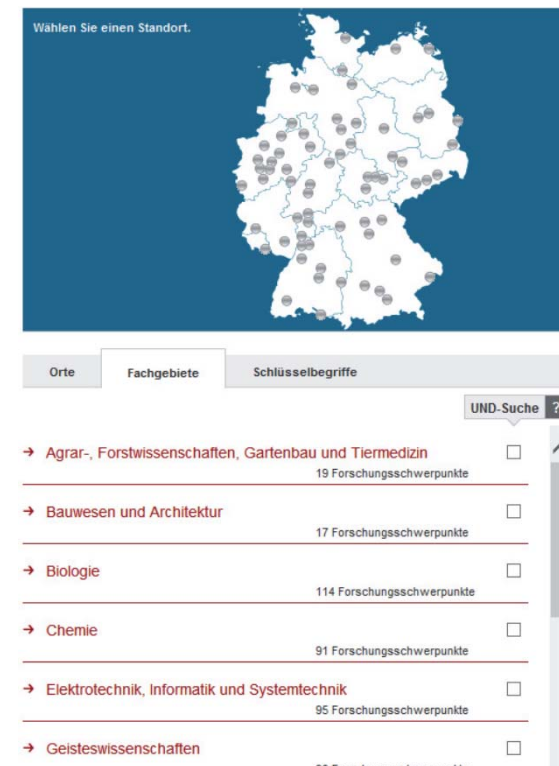 Wählen Sie einen Standort.
Orte Fachgebiete Schlüsselbegriffe
UND-Suche ?
→ Agrar-, Forstwissenschaften, Gartenbau und Tiermedizin
19 Forschungsschwerpunkte
→ Bauwesen und Architektur
17 Forschungsschwerpunkte
→ Biologie
114 Forschungsschwerpunkte
→ Chemie
91 Forschungsschwerpunkte
→ Elektrotechnik, Informatik und Systemtechnik
95 Forschungsschwerpunkte
→ Geisteswissenschaften